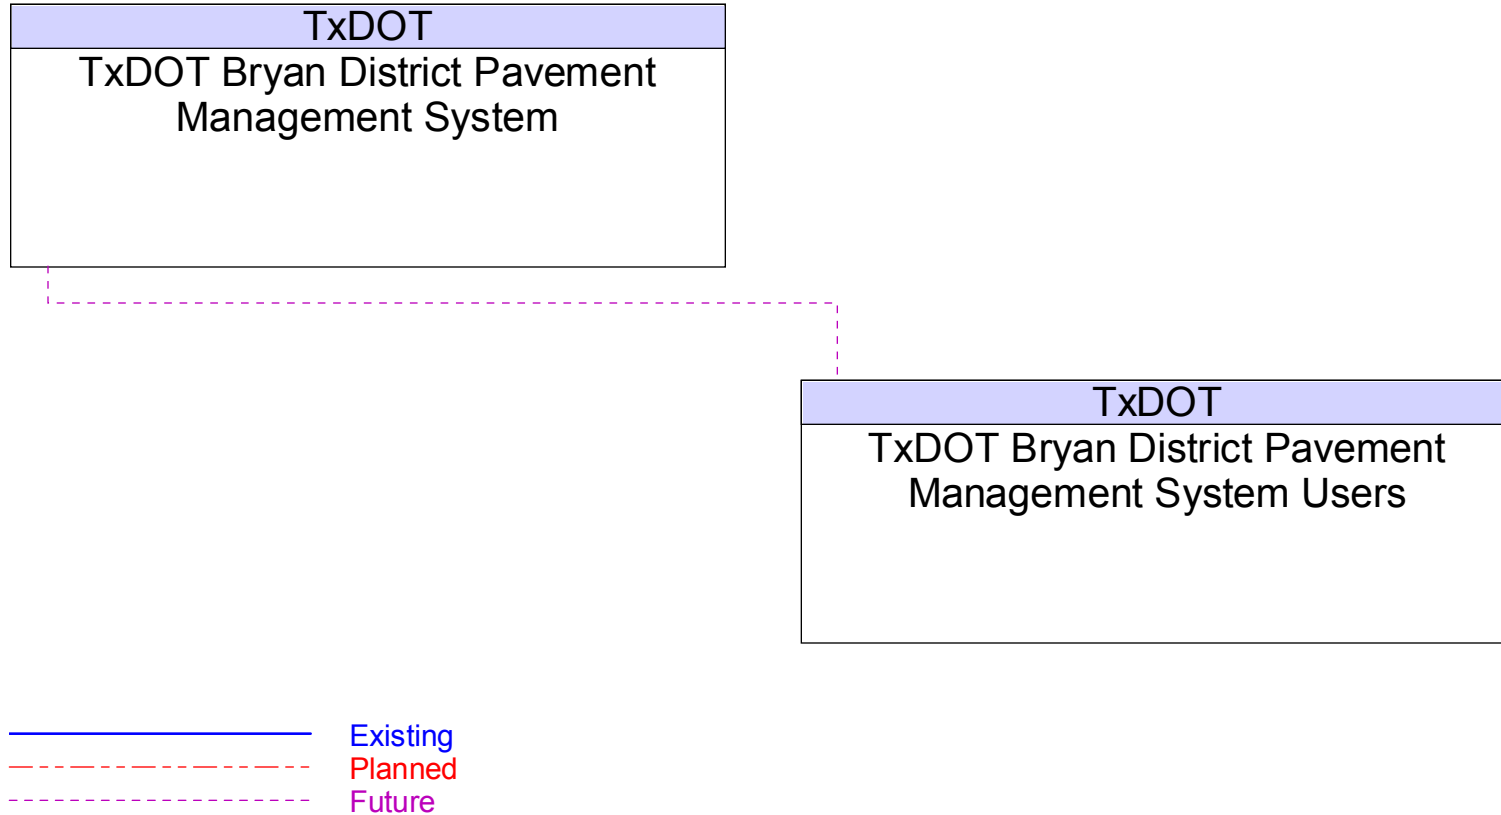 TxDOT
TxDOT Bryan District Pavement
Management System
TxDOT
TxDOT Bryan District Pavement
Management System Users
Existing
Planned
Future